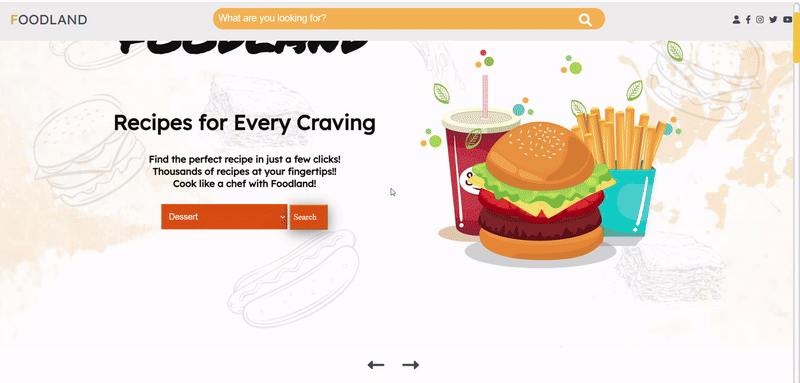 FOODLAND
What are you looking for?
FOODLAND
Recipes for Every Craving
Find the perfect recipe in just a few clicks!
Thousands of recipes at your fingertips!!
Cook like a chef with Foodland!
Dessert
Search